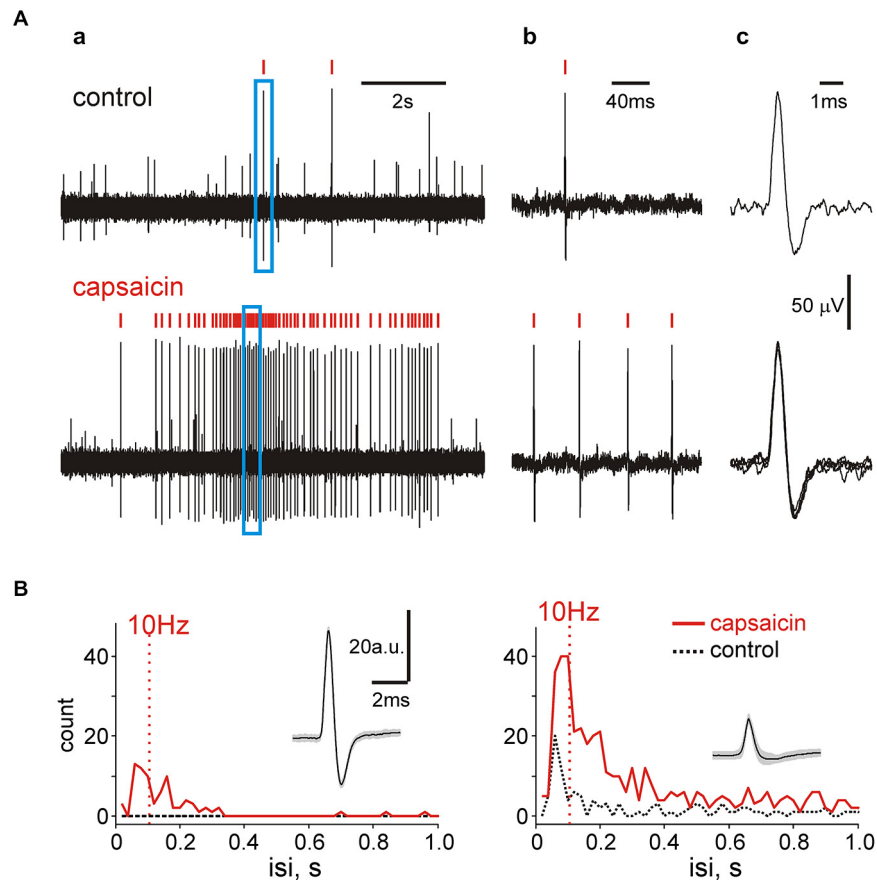 A
a
b
c
control
2s
40ms
1ms
capsaicin
50 μV
B
10Hz
20a.u.
2ms
count
40
20
0
0
0.2
0.4
0.6
0.8
1.0
isi, s
10Hz
capsaicin
control
40
20
0
0
0.2
0.4
0.6
0.8
1.0
isi, s